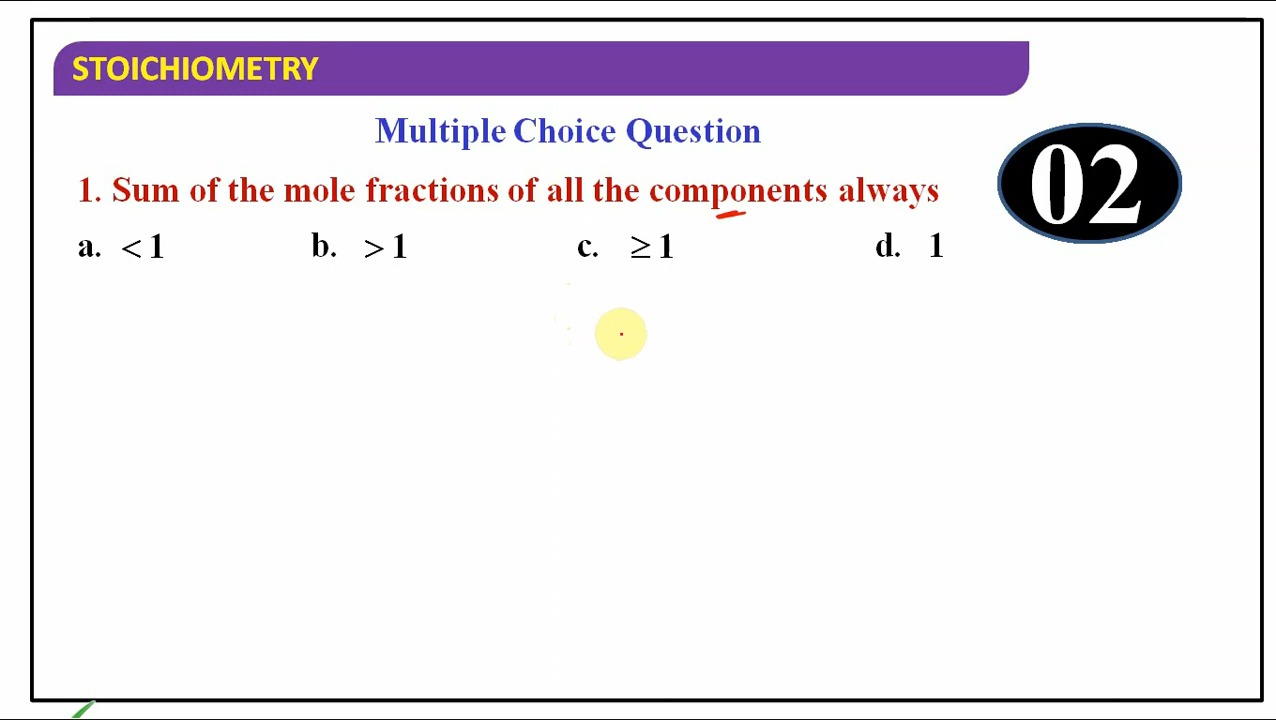 STOICHIOMETRY
Multiple Choice Question
02
1. Sum of the mole fractions of all the components always
a. < 1 b. > 1 c. ≥ 1 d. 1